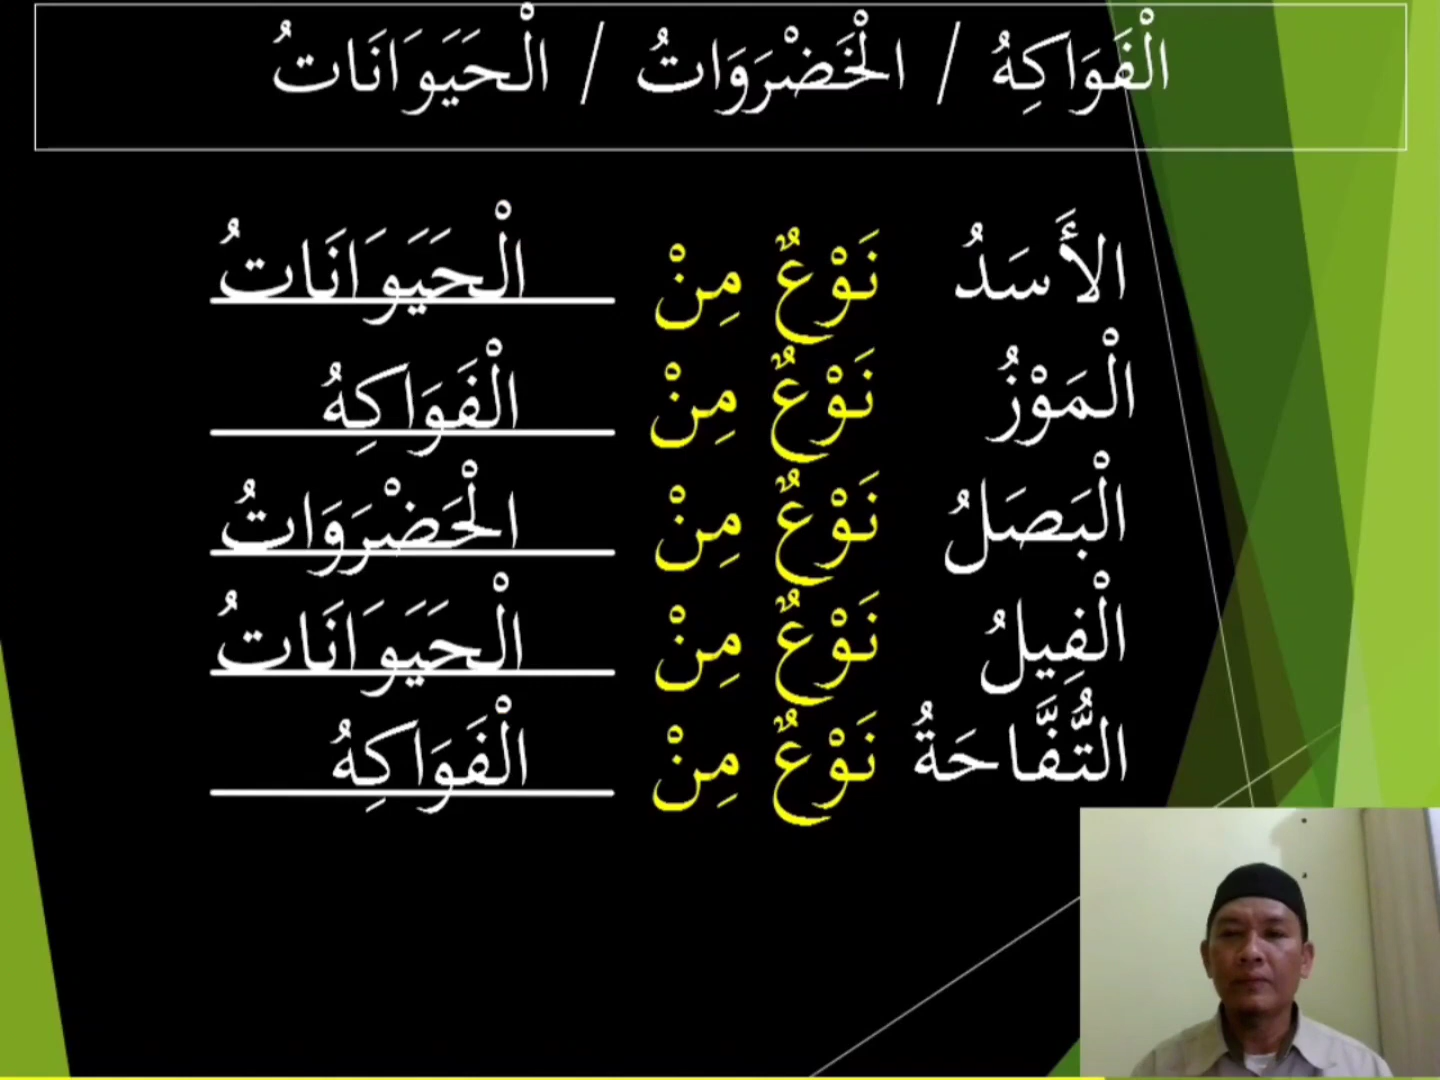 الْفَوَاكِهُ / الْخَضْرَوَاتُ / الْحَيَوَانَاتُ
الأَسَدُ نَوْعٌ مِنْ الْحَيَوَانَاتُ
الْمَوْزُ نَوْعٌ مِنْ الْفَوَاكِهُ
الْبَصَلُ نَوْعٌ مِنْ الْحَضْرَوَاتُ
الْفِيلُ نَوْعٌ مِنْ الْحَيَوَانَاتُ
التُّفَّاحَةُ نَوْعٌ مِنْ الْفَوَاكِهُ